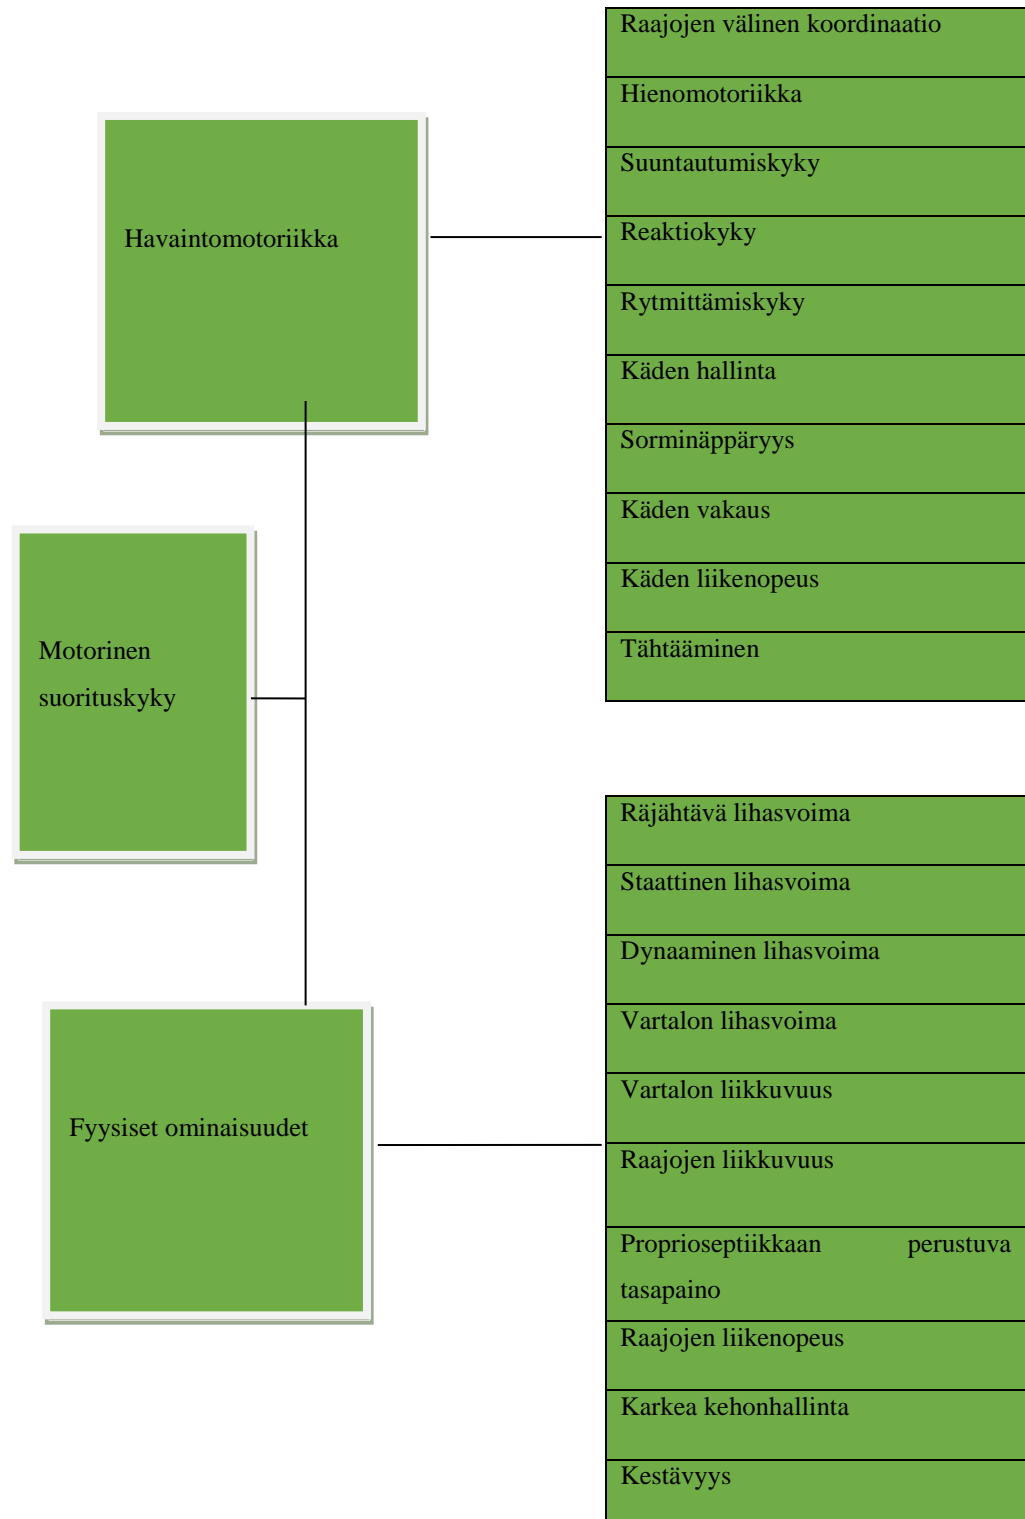 Raajojen välinen koordinaatio
Hienomotoriikka
Suuntautumiskyky
Havaintomotoriikka
Reaktiokyky
Rytmittämiskyky
Käden hallinta
Sorminäppäryys
Käden vakaus
Käden liikenopeus
Tähtääminen
Motorinen
suorituskyky
Räjähtävä lihasvoima
Staattinen lihasvoima
Dynaaminen lihasvoima
Vartalon lihasvoima
Vartalon liikkuvuus
Fyysiset ominaisuudet
Raajojen liikkuvuus
Proprioseptiikkaan perustuva
tasapaino
Raajojen liikenopeus
Karkea kehonhallinta
Kestävyys